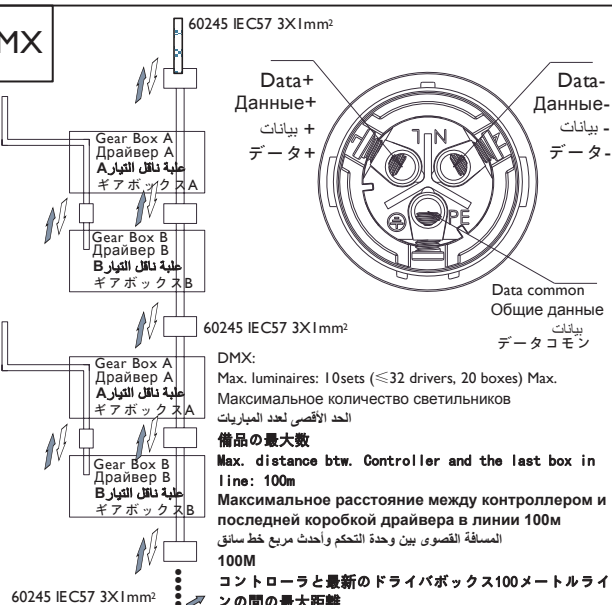 MX
60245 IEC57 3X1mm²
Data+
Данные+
بيانات +
データ+
Data-
Данные-
بيانات -
データ-
L N
PE
Gear Box A
Драйвер A
علبة ناقل التيارA
ギアボックスA
Gear Box B
Драйвер B
علبة ناقل التيارB
ギアボックスB
Data common
Общие данные
بيانات
データコモン
60245 IEC57 3X1mm²
Gear Box A
Драйвер A
علبة ناقل التيارA
ギアボックスA
Gear Box B
Драйвер B
علبة ناقل التيارB
ギアボックスB
DMX:
Max. luminaires: 10sets (≤32 drivers, 20 boxes) Max.
Максимальное количество светильников
الحد الأقصى لعدد المباريات
備品の最大数
Max. distance btw. Controller and the last box in
line: 100m
Максимальное расстояние между контроллером и
последней коробкой драйвера в линии 100м
المسافة القصوى بين وحدة التحكم وأحدث مربع خط سائق
100M
コントローラと最新のドライバボックス100メートルライ
ンの間の最大距離
60245 IEC57 3X1mm²